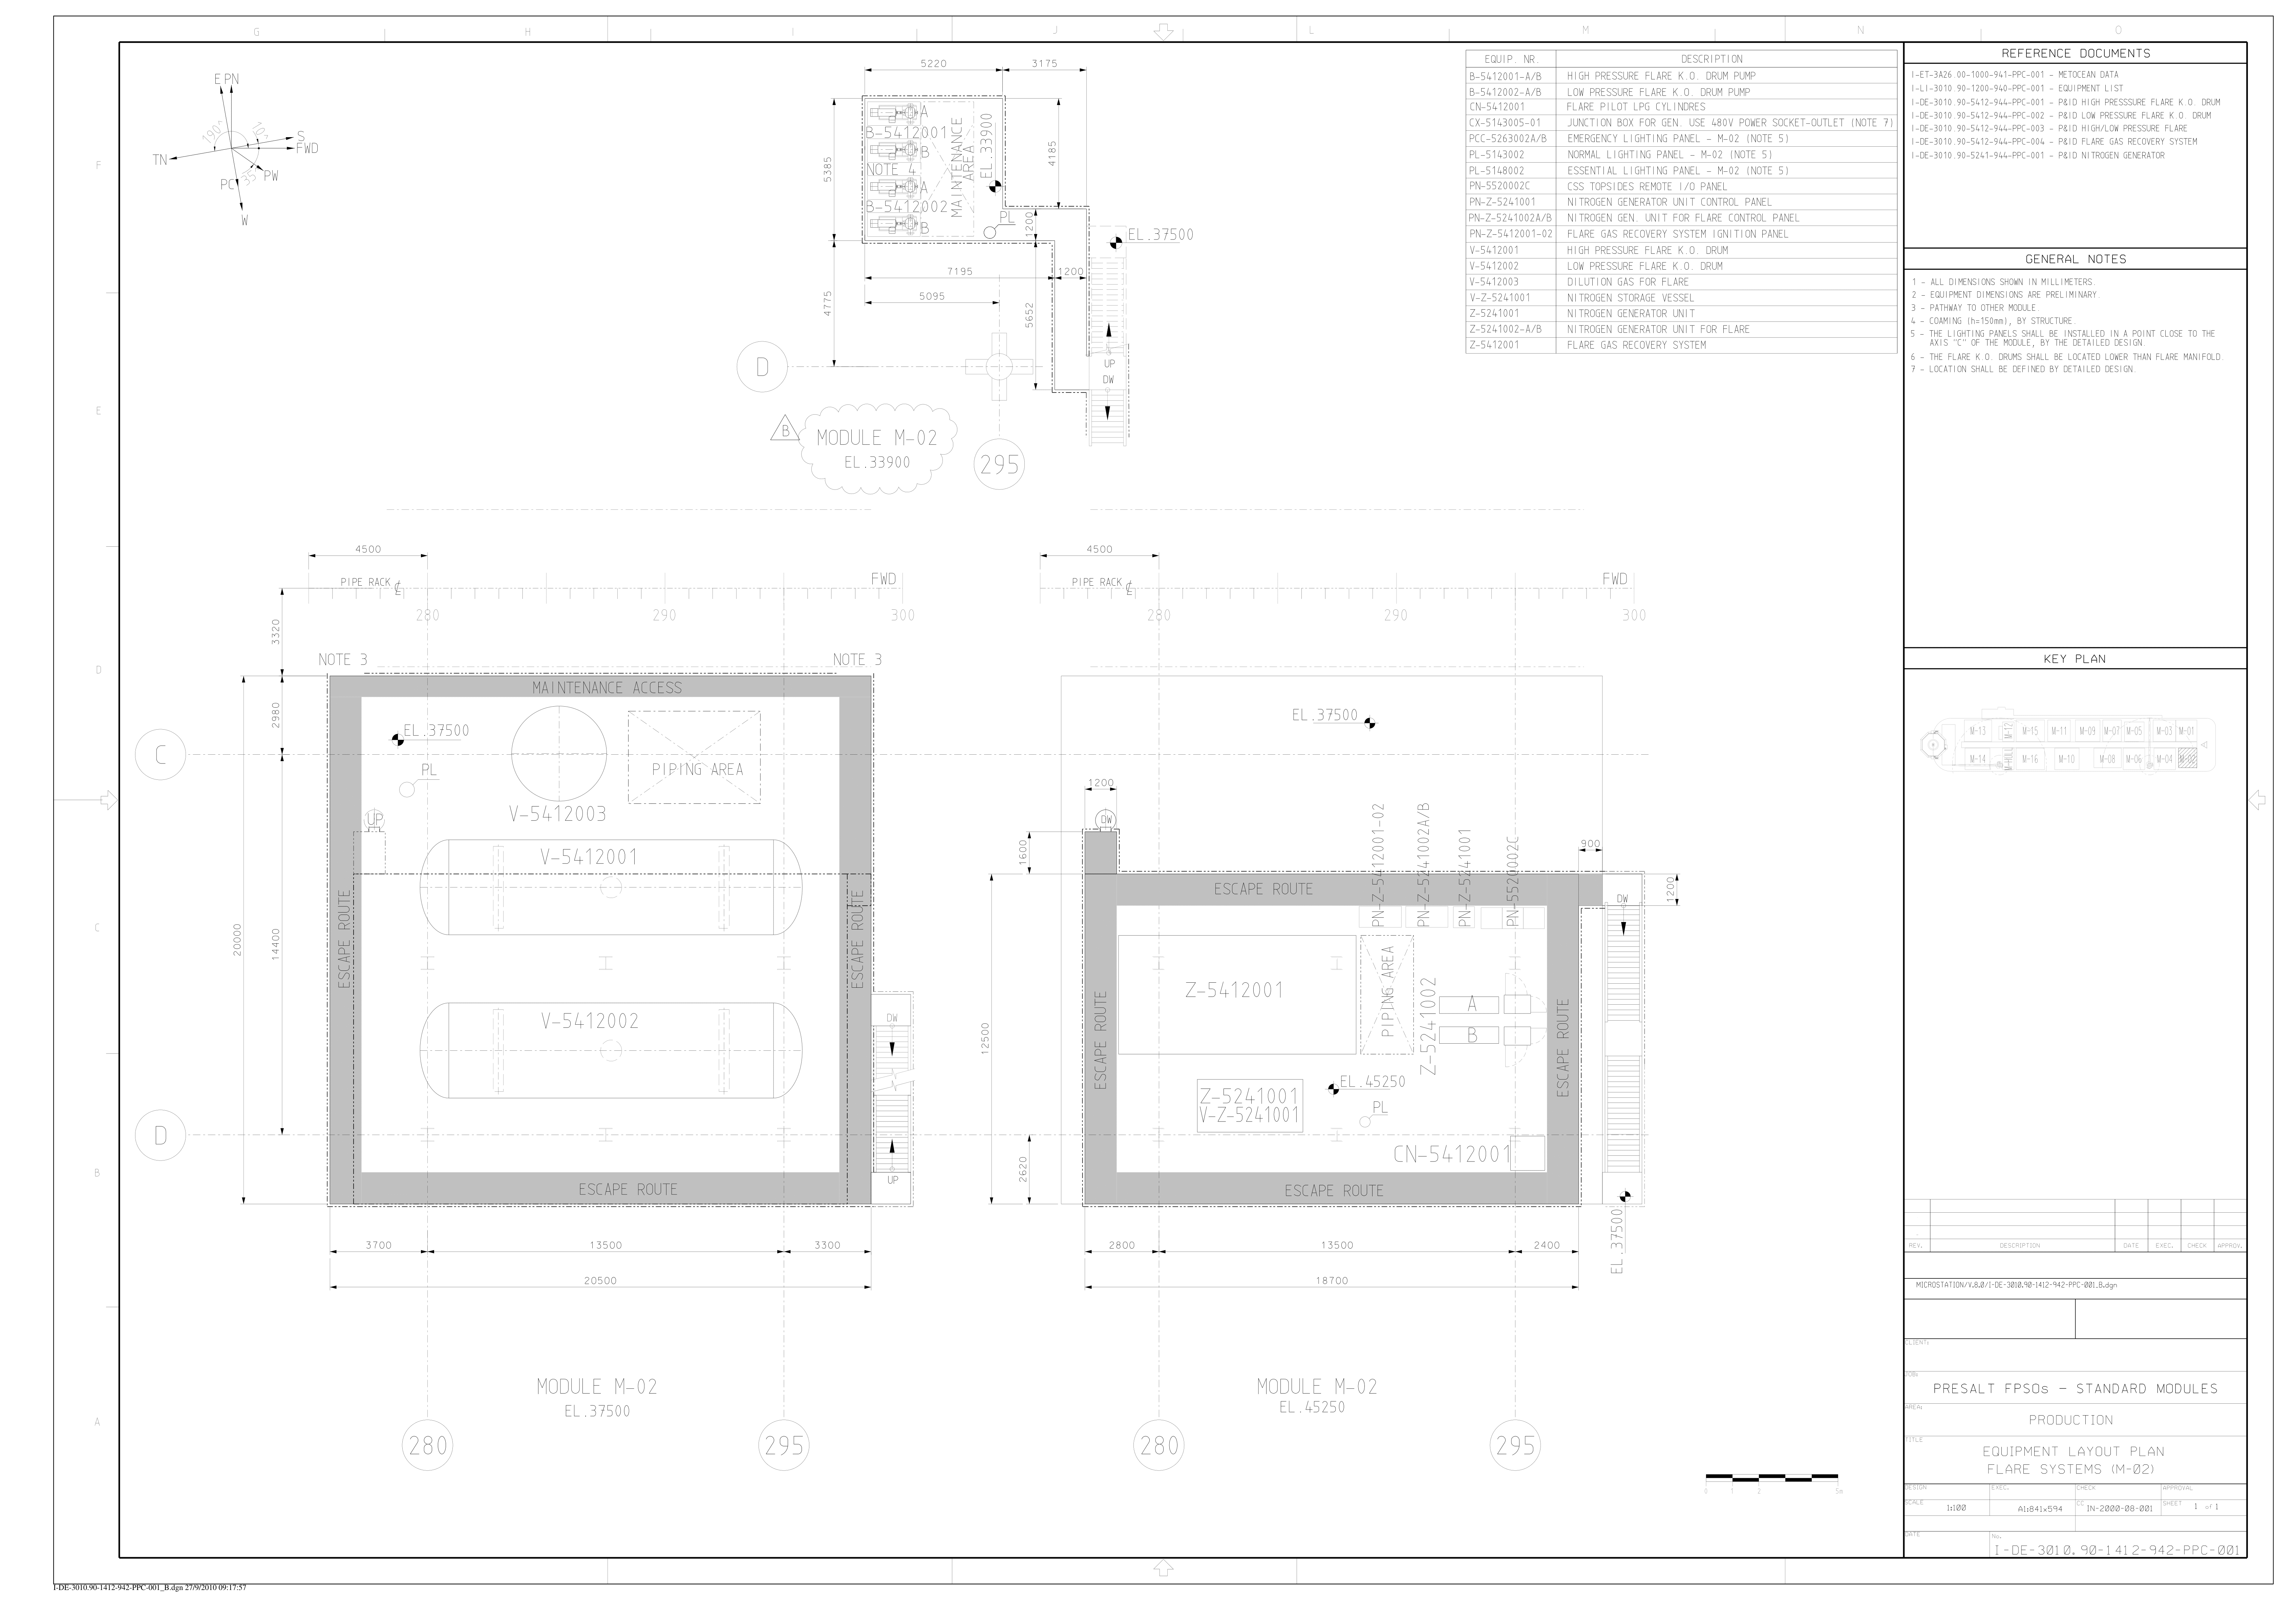 G H I J L M N O
F
E
D
C
B
A
E PN
190°
10°
S
FWD
TN
35°
PC
PW
W
5220
3175
5385
4185
A
B-5412001
B
NOTE 4
A
B-5412002
B
MAINTENANCE
AREA
EL.33900
PL
1200
EL.37500
7195
1200
5095
4775
5652
UP
DW
D
B
MODULE M-02
EL.33900
295
EQUIP. NR. DESCRIPTION
B-5412001-A/B HIGH PRESSURE FLARE K.O. DRUM PUMP
B-5412002-A/B LOW PRESSURE FLARE K.O. DRUM PUMP
CN-5412001 FLARE PILOT LPG CYLINDRES
CX-5143005-01 JUNCTION BOX FOR GEN. USE 480V POWER SOCKET-OUTLET (NOTE 7)
PCC-5263002A/B EMERGENCY LIGHTING PANEL - M-02 (NOTE 5)
PL-5143002 NORMAL LIGHTING PANEL - M-02 (NOTE 5)
PL-5148002 ESSENTIAL LIGHTING PANEL - M-02 (NOTE 5)
PN-5520002C CSS TOPSIDES REMOTE I/O PANEL
PN-Z-5241001 NITROGEN GENERATOR UNIT CONTROL PANEL
PN-Z-5241002A/B NITROGEN GEN. UNIT FOR FLARE CONTROL PANEL
PN-Z-5412001-02 FLARE GAS RECOVERY SYSTEM IGNITION PANEL
V-5412001 HIGH PRESSURE FLARE K.O. DRUM
V-5412002 LOW PRESSURE FLARE K.O. DRUM
V-5412003 DILUTION GAS FOR FLARE
V-Z-5241001 NITROGEN STORAGE VESSEL
Z-5241001 NITROGEN GENERATOR UNIT
Z-5241002-A/B NITROGEN GENERATOR UNIT FOR FLARE
Z-5412001 FLARE GAS RECOVERY SYSTEM
4500
PIPE RACK
FWD
280 290 300
3320
NOTE 3
NOTE 3
MAINTENANCE ACCESS
2980
EL.37500
C
PL
PIPING AREA
V-5412003
UP
V-5412001
ESCAPE ROUTE
ESCAPE ROUTE
20000
14400
V-5412002
DW
D
UP
ESCAPE ROUTE
3700 13500 3300
20500
MODULE M-02
EL.37500
280
295
4500
PIPE RACK
FWD
280 290 300
EL.37500
1200
DW
1600
PN-Z-5412001-02
PN-Z-5241002A/B
PN-Z-5241001
PN-5520002C
900
1200
ESCAPE ROUTE
DW
Z-5412001
PIPING AREA
Z-5241002
A
B
ESCAPE ROUTE
ESCAPE ROUTE
12500
EL.45250
Z-5241001
V-Z-5241001
PL
CN-5412001
2620
ESCAPE ROUTE
EL.37500
2800 13500 2400
18700
MODULE M-02
EL.45250
280
295
0 1 2 5m
REFERENCE DOCUMENTS
I-ET-3A26.00-1000-941-PPC-001 - METOCEAN DATA
I-LI-3010.90-1200-940-PPC-001 - EQUIPMENT LIST
I-DE-3010.90-5412-944-PPC-001 - P&ID HIGH PRESSSURE FLARE K.O. DRUM
I-DE-3010.90-5412-944-PPC-002 - P&ID LOW PRESSURE FLARE K.O. DRUM
I-DE-3010.90-5412-944-PPC-003 - P&ID HIGH/LOW PRESSURE FLARE
I-DE-3010.90-5412-944-PPC-004 - P&ID FLARE GAS RECOVERY SYSTEM
I-DE-3010.90-5241-944-PPC-001 - P&ID NITROGEN GENERATOR
GENERAL NOTES
1 - ALL DIMENSIONS SHOWN IN MILLIMETERS.
2 - EQUIPMENT DIMENSIONS ARE PRELIMINARY.
3 - PATHWAY TO OTHER MODULE.
4 - COAMING (h=150mm), BY STRUCTURE.
5 - THE LIGHTING PANELS SHALL BE INSTALLED IN A POINT CLOSE TO THE
AXIS "C" OF THE MODULE, BY THE DETAILED DESIGN.
6 - THE FLARE K.O. DRUMS SHALL BE LOCATED LOWER THAN FLARE MANIFOLD.
7 - LOCATION SHALL BE DEFINED BY DETAILED DESIGN.
KEY PLAN
M-13 M-12 M-15 M-11 M-09 M-07 M-05 M-03 M-01
M-14 M-HULL M-16 M-10 M-08 M-06 M-04 M-02
REV. DESCRIPTION DATE EXEC. CHECK APPROV.
MICROSTATION/V.8.0/I-DE-3010.90-1412-942-PPC-001_B.dgn
CLIENT:
JOB:
PRESALT FPSOs - STANDARD MODULES
AREA:
PRODUCTION
TITLE
EQUIPMENT LAYOUT PLAN
FLARE SYSTEMS (M-02)
DESIGN EXEC. CHECK APPROVAL
SCALE 1:100 A1:841x594 CC IN-2000-08-001 SHEET 1 of 1
DATE No.
I-DE-3010.90-1412-942-PPC-001
I-DE-3010.90-1412-942-PPC-001_B.dgn 27/9/2010 09:17:57